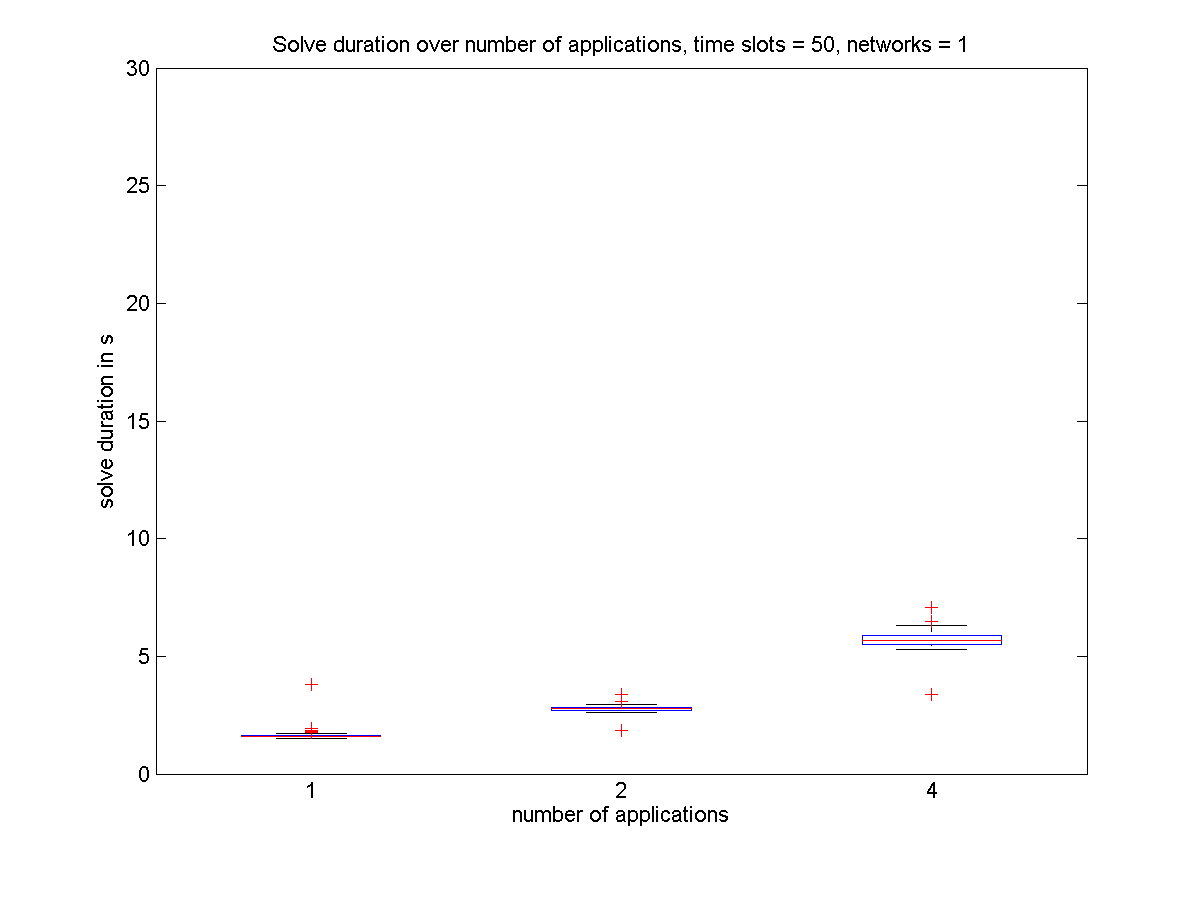 Solve duration over number of applications, time slots = 50, networks = 1
30
25
20
15
10
5
0
solve duration in s
1 2 4
number of applications